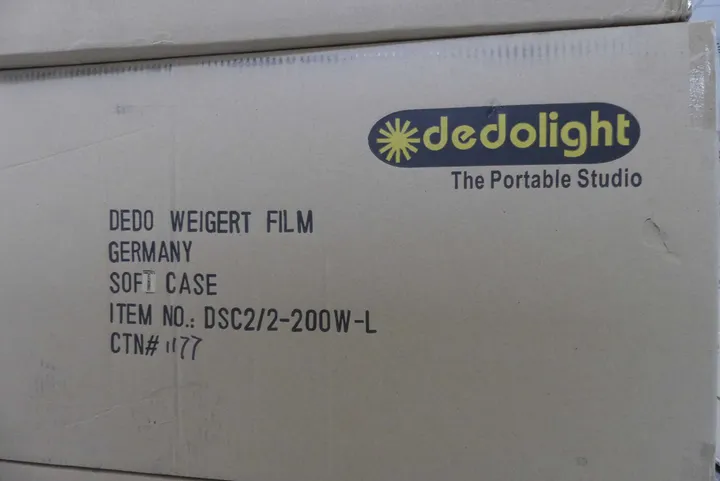 dedolight
The Portable Studio
DEDO WEIGERT FILM
GERMANY
SOFT CASE
ITEM NO.: DSC2/2-200W-L
CTN# 1177